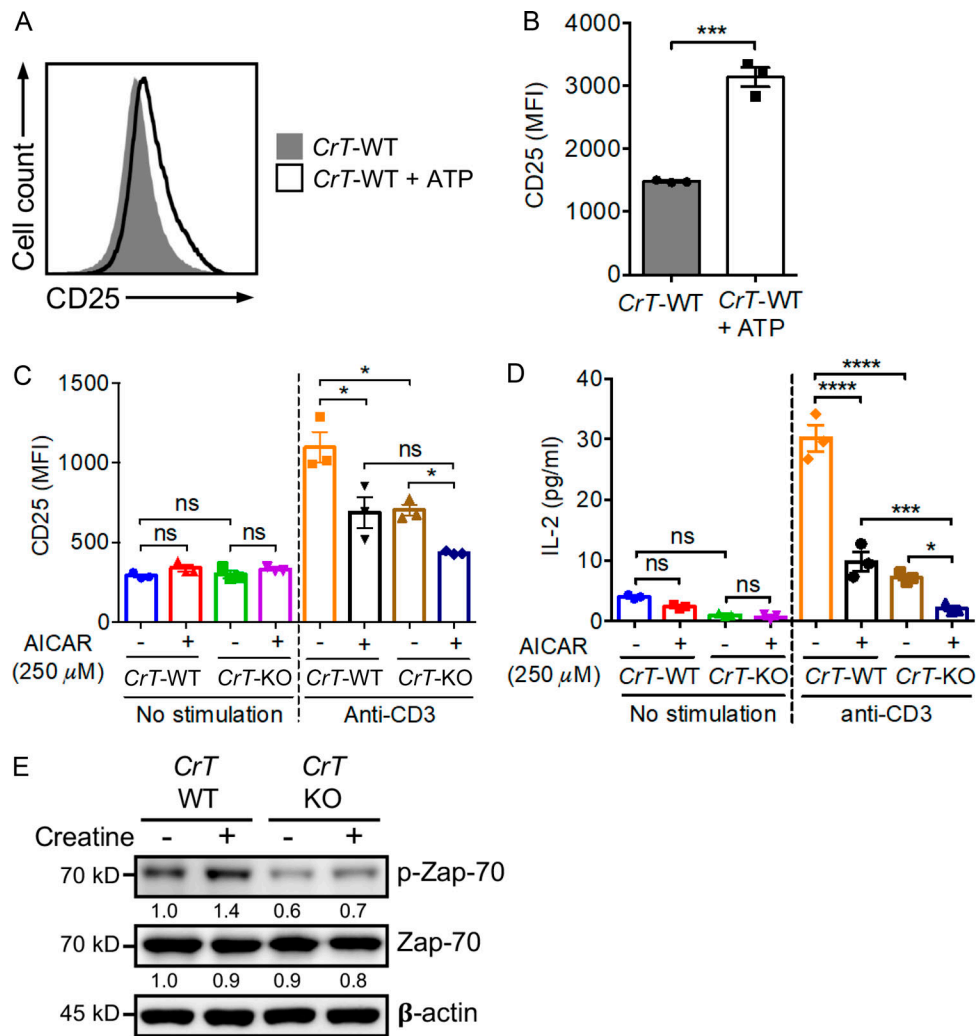 A
Cell count
CD25
CrT-WT
CrT-WT + ATP
B
***
CD25 (MFI)
4000
3000
2000
1000
0
CrT-WT
CrT-WT
+ ATP
C
CD25 (MFI)
1500
1000
500
0
ns
ns
ns
*
*
ns
*
AICAR
(250 μM)
- + - + - + - +
CrT-WT CrT-KO CrT-WT CrT-KO
No stimulation Anti-CD3
D
IL-2 (pg/ml)
40
30
20
10
0
ns
ns
ns
****
****
***
*
AICAR
(250 μM)
- + - + - + - +
CrT-WT CrT-KO CrT-WT CrT-KO
No stimulation anti-CD3
E
CrT CrT
WT KO
Creatine - + - +
70 kD p-Zap-70
1.0 1.4 0.6 0.7
70 kD Zap-70
1.0 0.9 0.9 0.8
45 kD β-actin